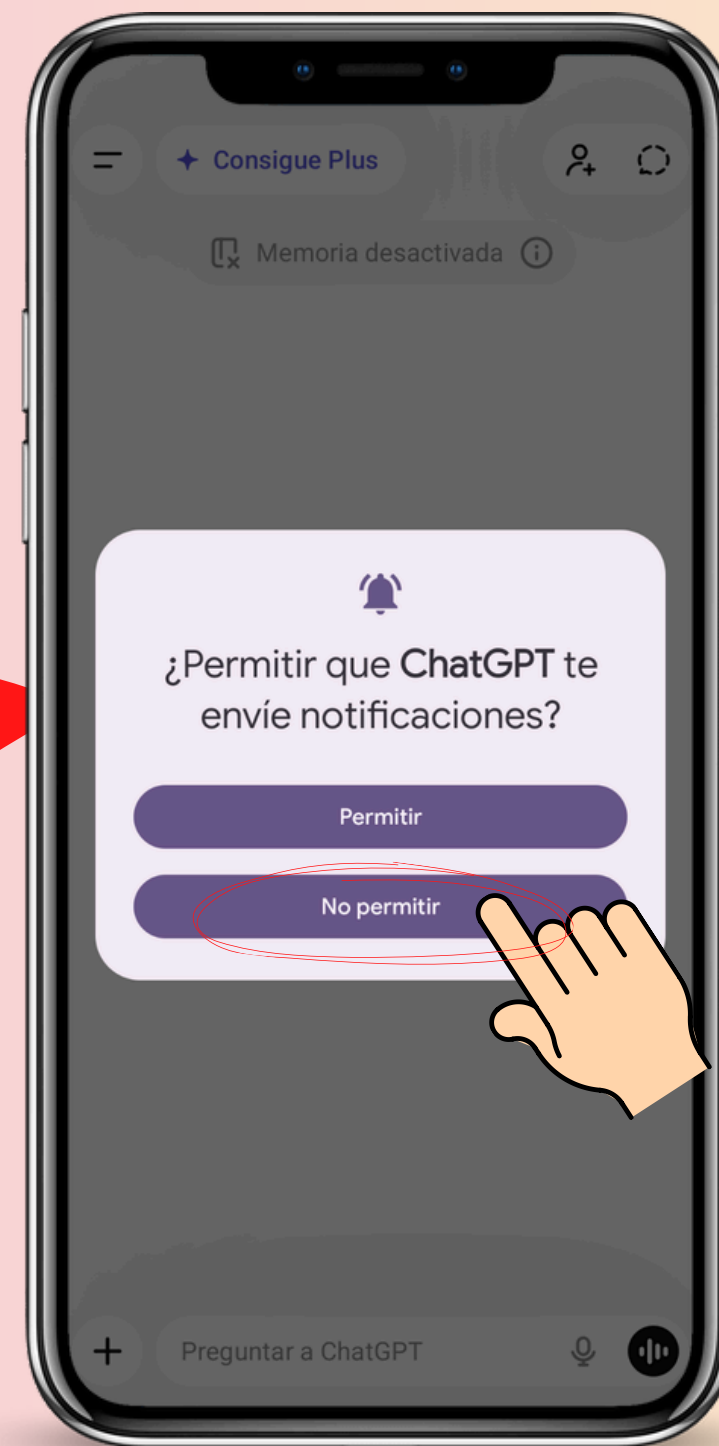 Consigue Plus
Memoria desactivada
¿Permitir que ChatGPT te
envíe notificaciones?
Permitir
No permitir
Preguntar a ChatGPT